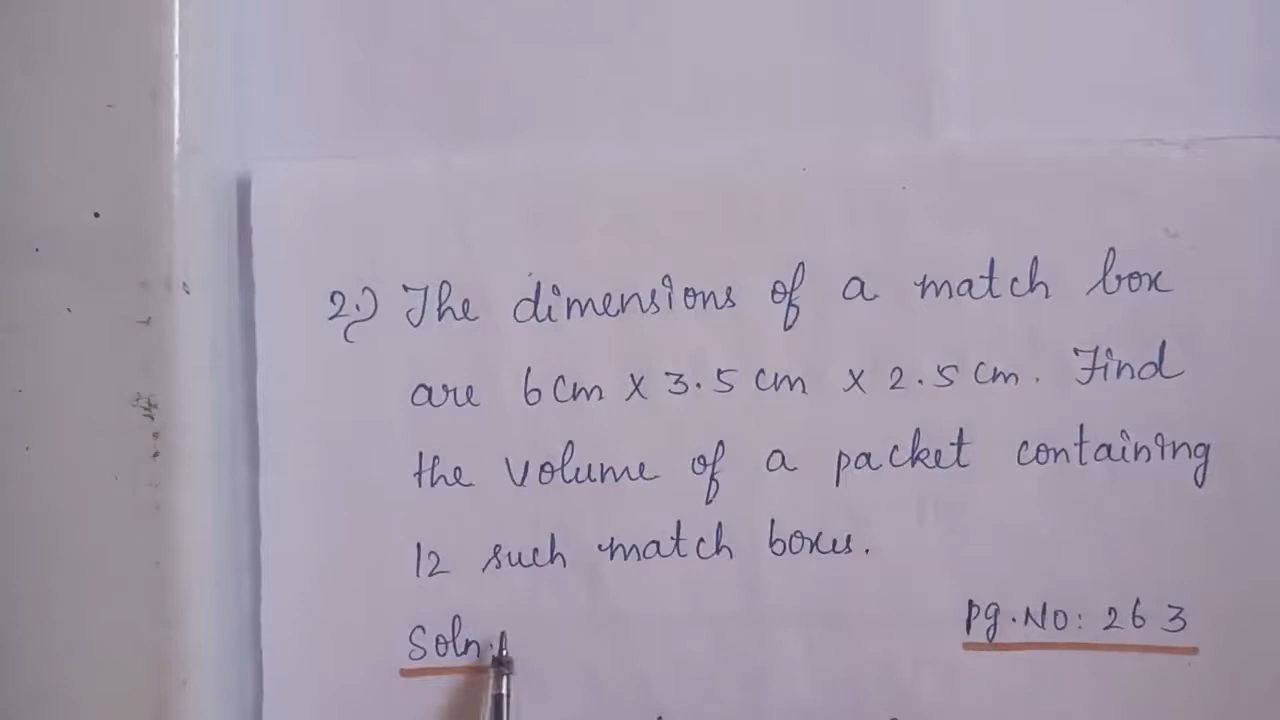 2.) The dimensions of a match box
are 6cm x 3.5 cm x 2.5 cm. Find
the volume of a packet containing
12 such match boxes.
Soln:
Pg.No: 263